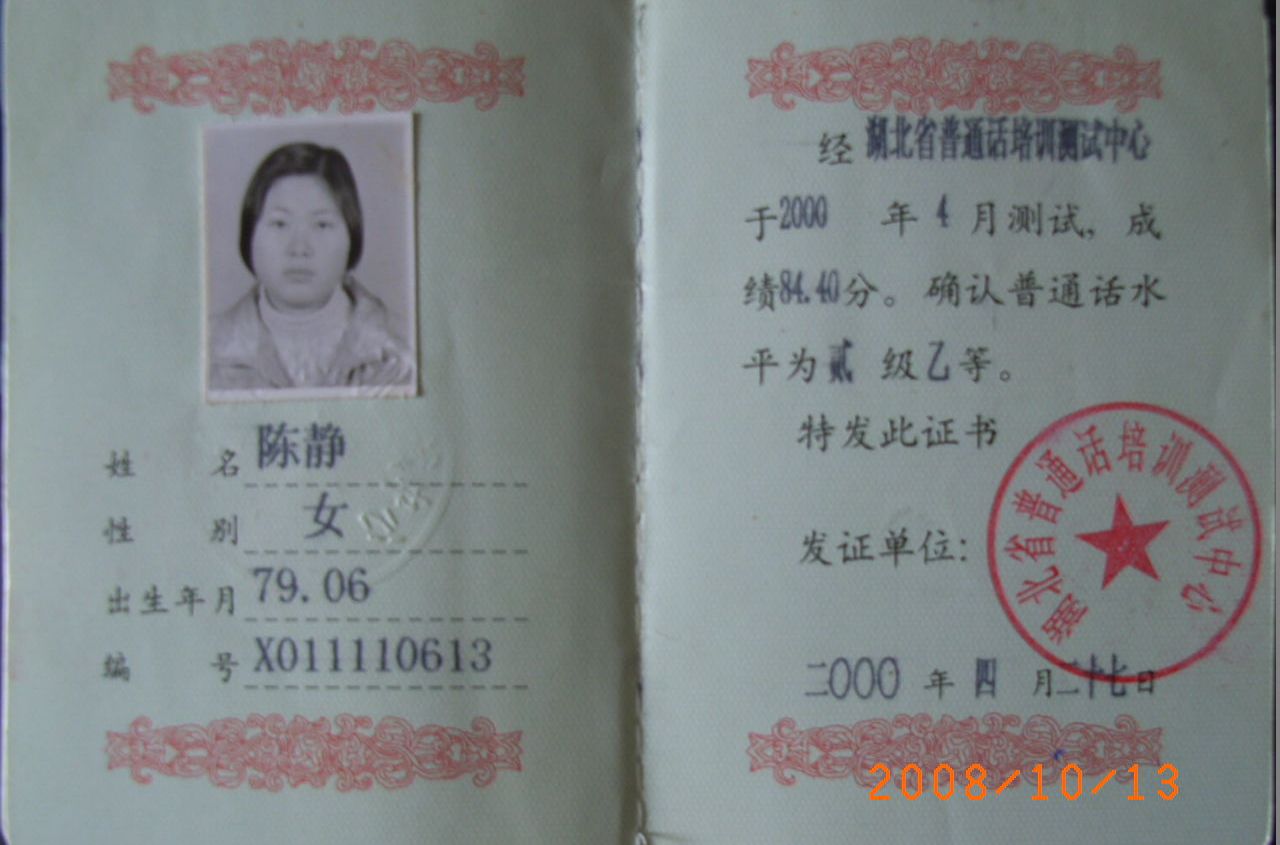 姓名 陈静
性别 女
出生年月 79.06
编号 X011110613
经 湖北省普通话培训测试中心
于2000 年 4 月测试，成
绩84.40分。确认普通话水
平为贰 级乙等。
特发此证书
发证单位：
湖北省普通话培训测试中心
二〇〇〇 年 四 月二十七日
2008/10/13